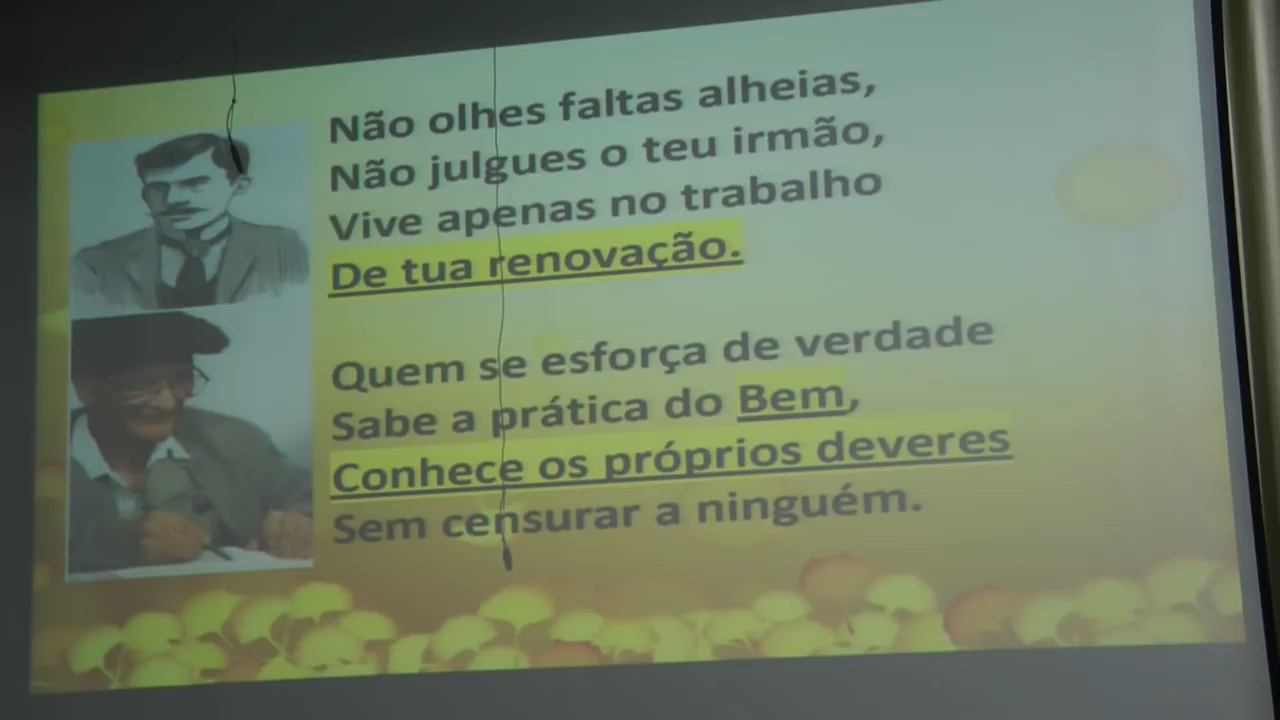 Não olhes faltas alheias,
Não julgues o teu irmão,
Vive apenas no trabalho
De tua renovação.
Quem se esforça de verdade
Sabe a prática do Bem,
Conhece os próprios deveres
Sem censurar a ninguém.